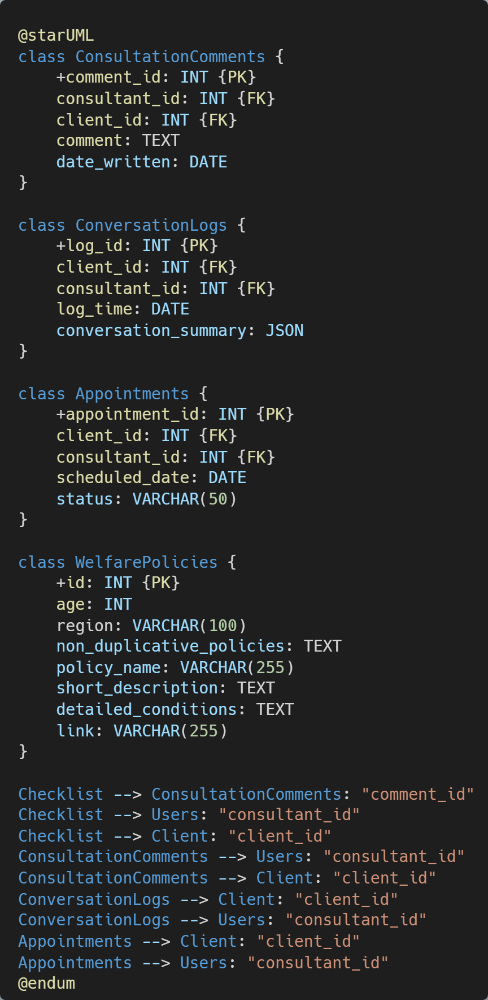 @starUML
class ConsultationComments {
    +comment_id: INT {PK}
    consultant_id: INT {FK}
    client_id: INT {FK}
    comment: TEXT
    date_written: DATE
}

class ConversationLogs {
    +log_id: INT {PK}
    client_id: INT {FK}
    consultant_id: INT {FK}
    log_time: DATE
    conversation_summary: JSON
}

class Appointments {
    +appointment_id: INT {PK}
    client_id: INT {FK}
    consultant_id: INT {FK}
    scheduled_date: DATE
    status: VARCHAR(50)
}

class WelfarePolicies {
    +id: INT {PK}
    age: INT
    region: VARCHAR(100)
    non_duplicative_policies: TEXT
    policy_name: VARCHAR(255)
    short_description: TEXT
    detailed_conditions: TEXT
    link: VARCHAR(255)
}

Checklist --> ConsultationComments: "comment_id"
Checklist --> Users: "consultant_id"
Checklist --> Client: "client_id"
ConsultationComments --> Users: "consultant_id"
ConsultationComments --> Client: "client_id"
ConversationLogs --> Client: "client_id"
ConversationLogs --> Users: "consultant_id"
Appointments --> Client: "client_id"
Appointments --> Users: "consultant_id"
@endum